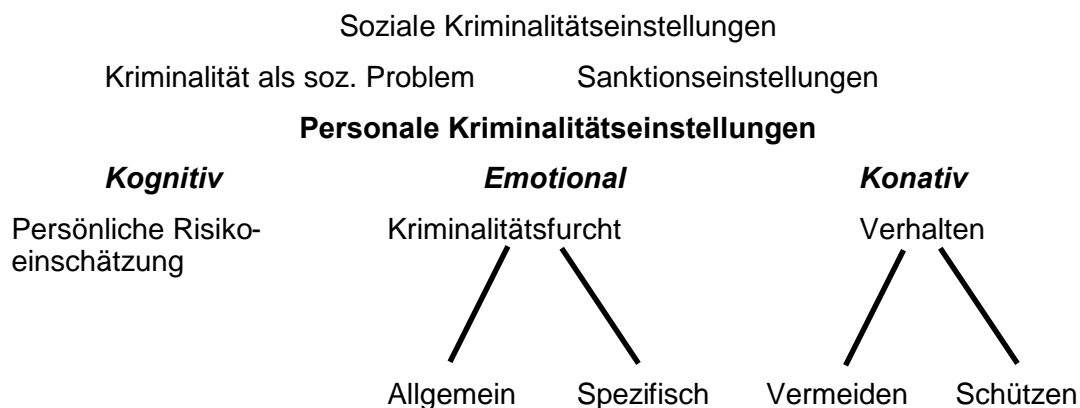 Soziale Kriminalitätseinstellungen
Kriminalität als soz. Problem Sanktionseinstellungen
Personale Kriminalitätseinstellungen
Kognitiv Emotional Konativ
Persönliche Risiko- Kriminalitätsfurcht Verhalten
einschätzung
Allgemein Spezifisch Vermeiden Schützen